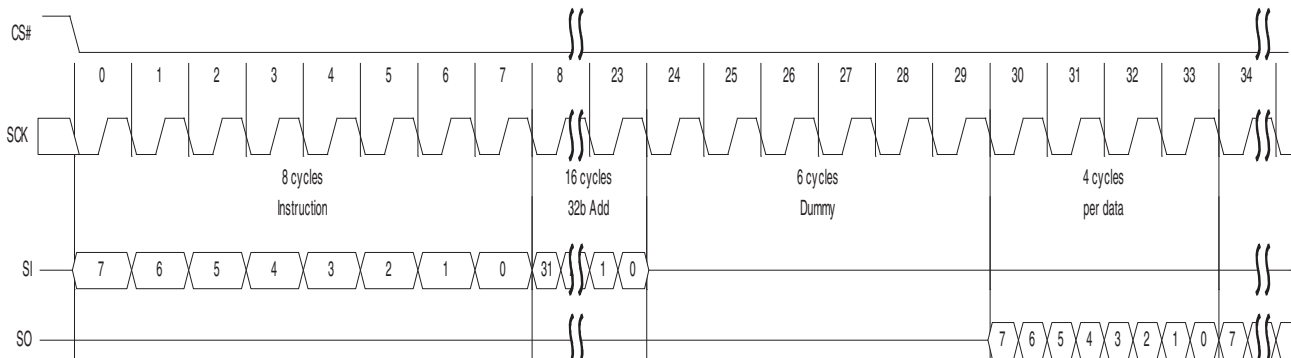 CS#
0 1 2 3 4 5 6 7 8 23 24 25 26 27 28 29 30 31 32 33 34
SCK
8 cycles 16 cycles 6 cycles 4 cycles
Instruction 32b Add Dummy per data
SI 7 6 5 4 3 2 1 0 31 1 0
SO 7 6 5 4 3 2 1 0 7